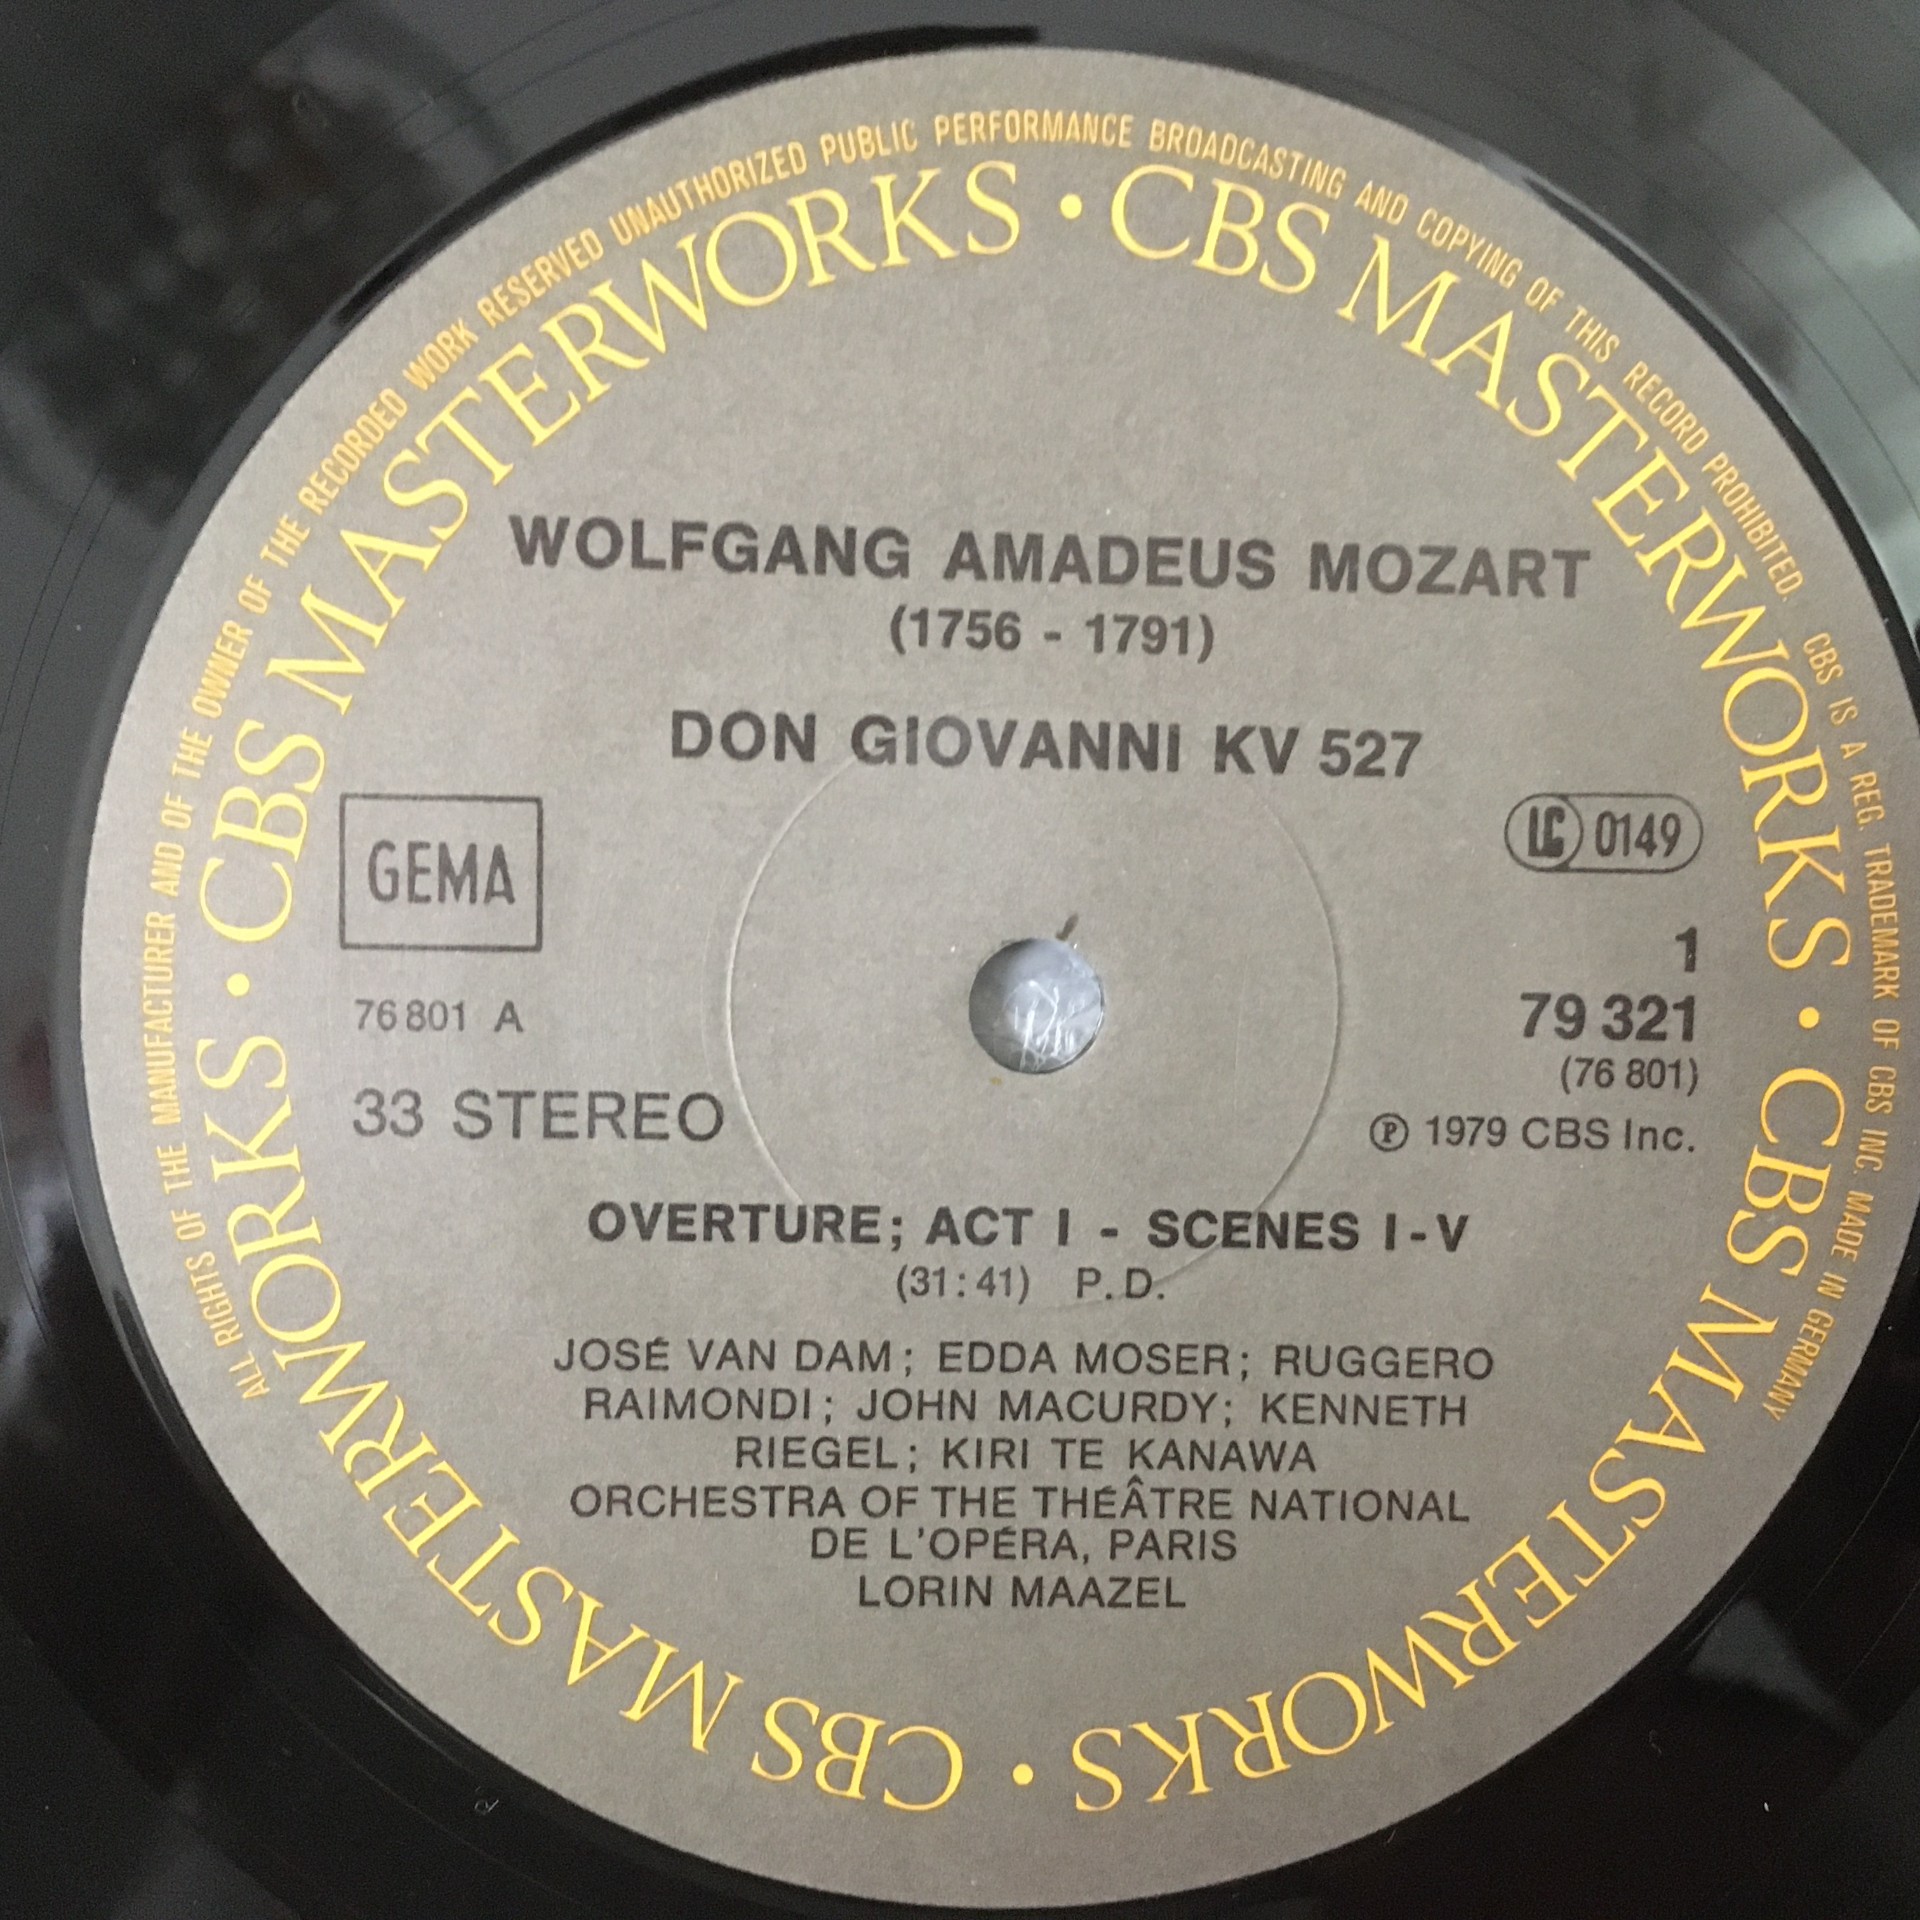 ALL RIGHTS OF THE MANUFACTURER AND OF THE OWNER OF THE RECORDED WORK RESERVED UNAUTHORIZED PUBLIC PERFORMANCE BROADCASTING AND COPYING OF THIS RECORD PROHIBITED. CBS IS A REG. TRADEMARK OF CBS INC. MADE IN GERMANY
CBS MASTERWORKS • CBS MASTERWORKS • CBS MASTERWORKS • CBS MASTERWORKS •
WOLFGANG AMADEUS MOZART
(1756 - 1791)
DON GIOVANNI KV 527
GEMA
LC 0149
76 801 A
33 STEREO
1
79 321
(76 801)
℗ 1979 CBS Inc.
OVERTURE; ACT I - SCENES I - V
(31:41) P.D.
JOSÉ VAN DAM; EDDA MOSER; RUGGERO
RAIMONDI; JOHN MACURDY; KENNETH
RIEGEL; KIRI TE KANAWA
ORCHESTRA OF THE THÉÂTRE NATIONAL
DE L'OPÉRA, PARIS
LORIN MAAZEL